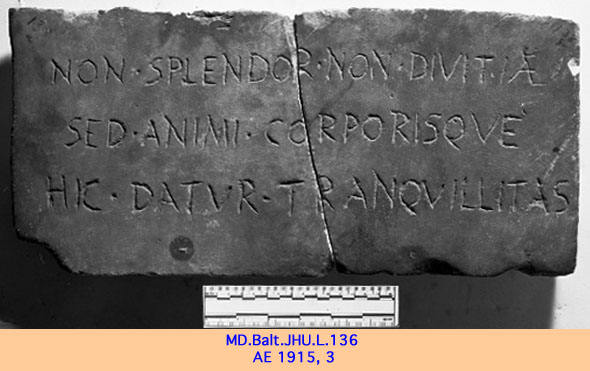 NON · SPLENDOR · NON · DIVITIÆ
SED · ANIMI · CORPORISQVE
HIC · DATVR · TRANQVILLITAS
MD.Balt.JHU.L.136
AE 1915, 3